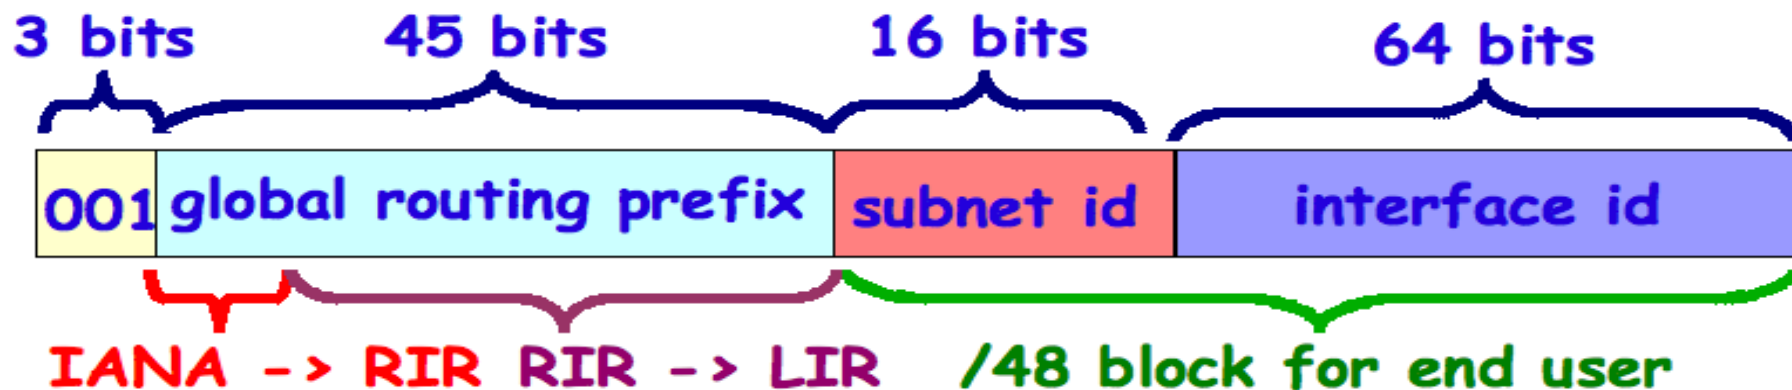 3 bits 45 bits 16 bits 64 bits
001 global routing prefix subnet id interface id
IANA -> RIR RIR -> LIR /48 block for end user